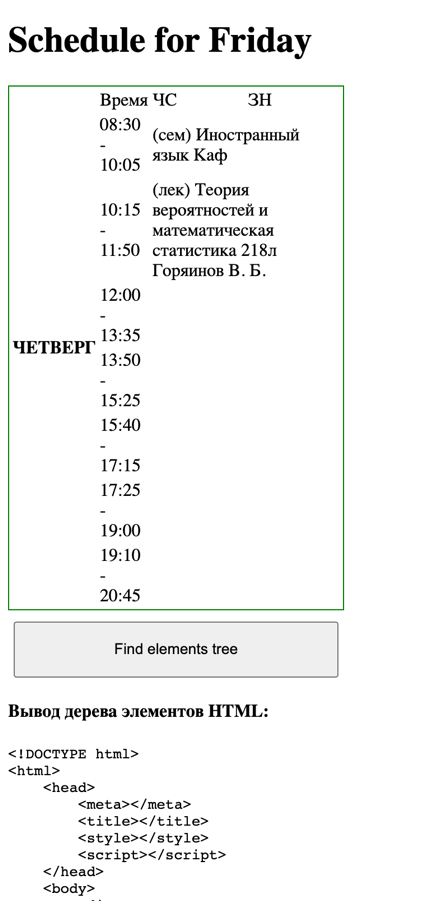 Schedule for Friday
Время ЧС ЗН
08:30
-
10:05
(сем) Иностранный
язык Каф
10:15
-
11:50
(лек) Теория
вероятностей и
математическая
статистика 218л
Горяинов В. Б.
12:00
-
13:35
ЧЕТВЕРГ
13:50
-
15:25
15:40
-
17:15
17:25
-
19:00
19:10
-
20:45
Find elements tree
Вывод дерева элементов HTML:
<!DOCTYPE html>
<html>
    <head>
        <meta></meta>
        <title></title>
        <style></style>
        <script></script>
    </head>
    <body>